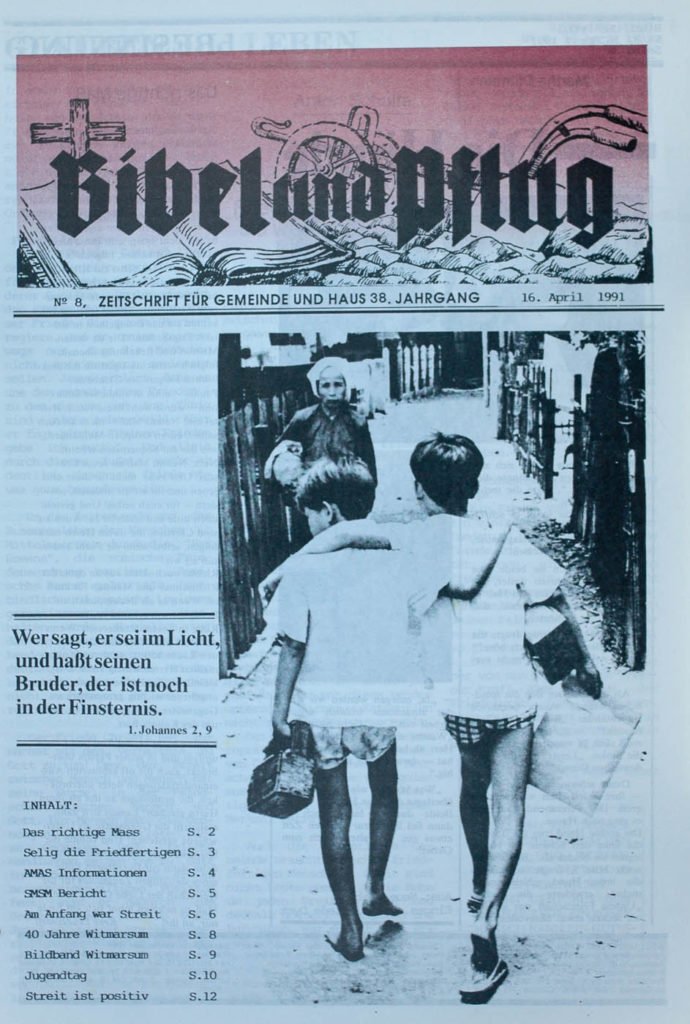 Bibel und Pflug
Nº 8, ZEITSCHRIFT FÜR GEMEINDE UND HAUS 38. JAHRGANG 16. April 1991
Wer sagt, er sei im Licht,
und haßt seinen
Bruder, der ist noch
in der Finsternis.
1. Johannes 2, 9
INHALT:
Das richtige Mass S. 2
Selig die Friedfertigen S. 3
AMAS Informationen S. 4
SMSM Bericht S. 5
Am Anfang war Streit S. 6
40 Jahre Witmarsum S. 8
Bildband Witmarsum S. 9
Jugendtag S.10
Streit ist positiv S.12